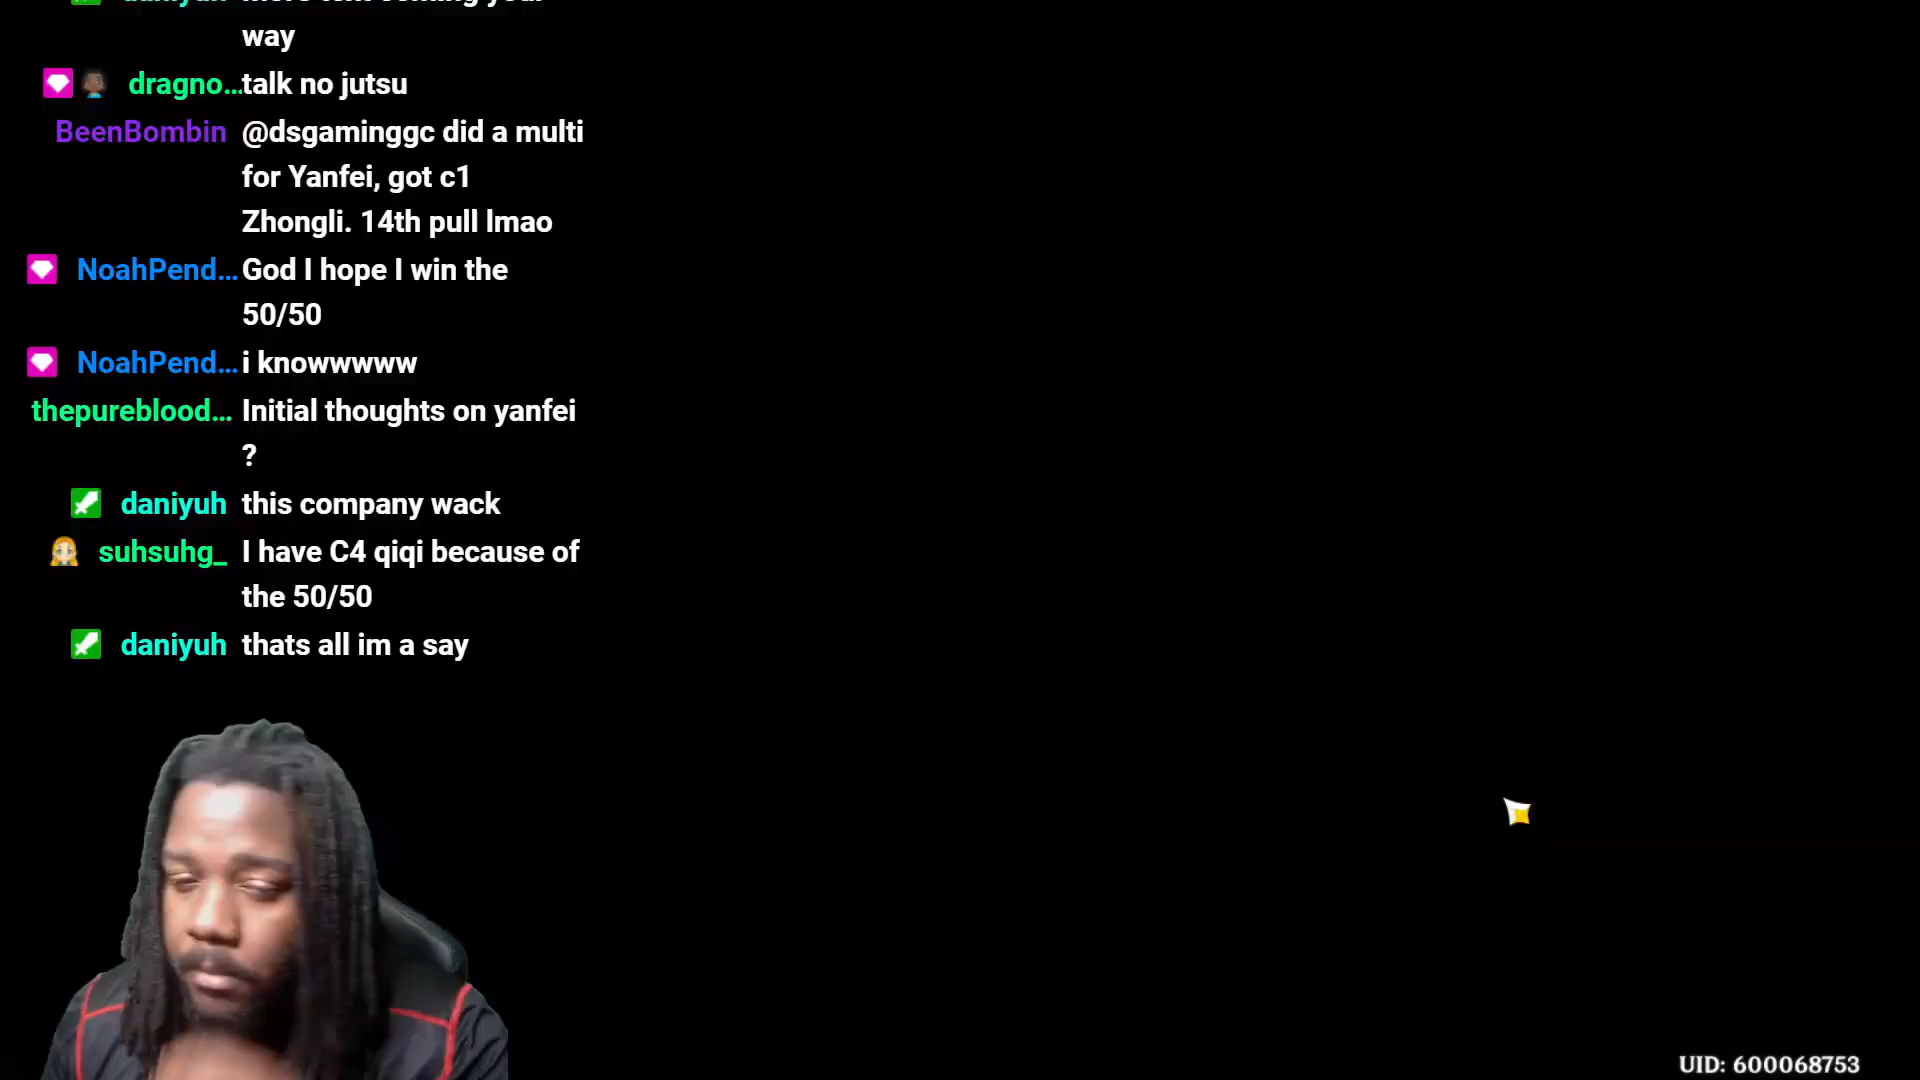 way
dragno...talk no jutsu
BeenBombin @dsgaminggc did a multi
for Yanfei, got c1
Zhongli. 14th pull lmao
NoahPend...God I hope I win the
50/50
NoahPend...i knowwwww
thepureblood... Initial thoughts on yanfei
?
daniyuh this company wack
suhsuhg_ I have C4 qiqi because of
the 50/50
daniyuh thats all im a say
UID: 600068753